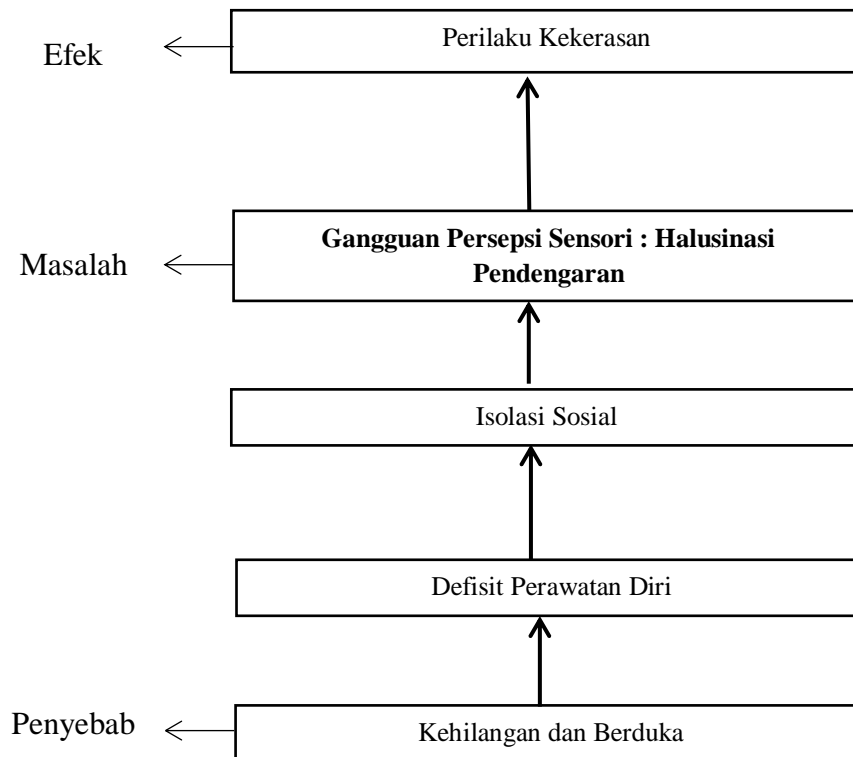 Efek
Perilaku Kekerasan
Masalah
Gangguan Persepsi Sensori : Halusinasi
Pendengaran
Isolasi Sosial
Defisit Perawatan Diri
Penyebab
Kehilangan dan Berduka